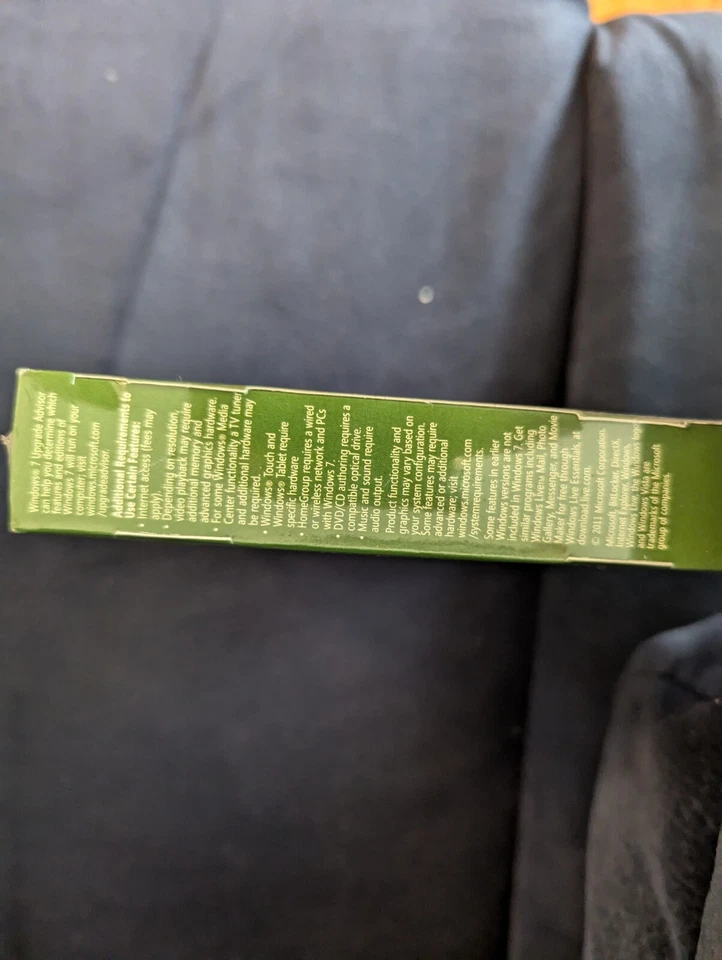 Windows® 7 Upgrade Advisor
can help you determine which
features and editions of
Windows 7 will run on your
computer. Visit
windows.microsoft.com
/upgradeadvisor.
Additional Requirements to
Use Certain Features:
• Internet access (fees may
apply).
• Depending on resolution,
video playback may require
additional memory and
advanced graphics hardware.
• For some Windows® Media
Center functionality a TV tuner
and additional hardware may
be required.
• Windows® Touch and
Windows® Tablet require
specific hardware.
• HomeGroup requires a wired
or wireless network and PCs
with Windows 7.
• DVD/CD authoring requires a
compatible optical drive.
• Music and sound require
audio output.
Product functionality and
graphics may vary based on
your system configuration.
Some features may require
advanced or additional
hardware. Visit
windows.microsoft.com
/systemrequirements.
Some features in earlier
Windows versions are not
included in Windows 7. Get
similar programs including
Windows Live™ Mail, Photo
Gallery, Messenger, and Movie
Maker for free through
Windows Live Essentials at
download.live.com
© 2011 Microsoft Corporation.
Microsoft, BitLocker, DirectX,
Internet Explorer, Windows,
and Windows Vista, The Windows logo
are
trademarks of the Microsoft
group of companies.